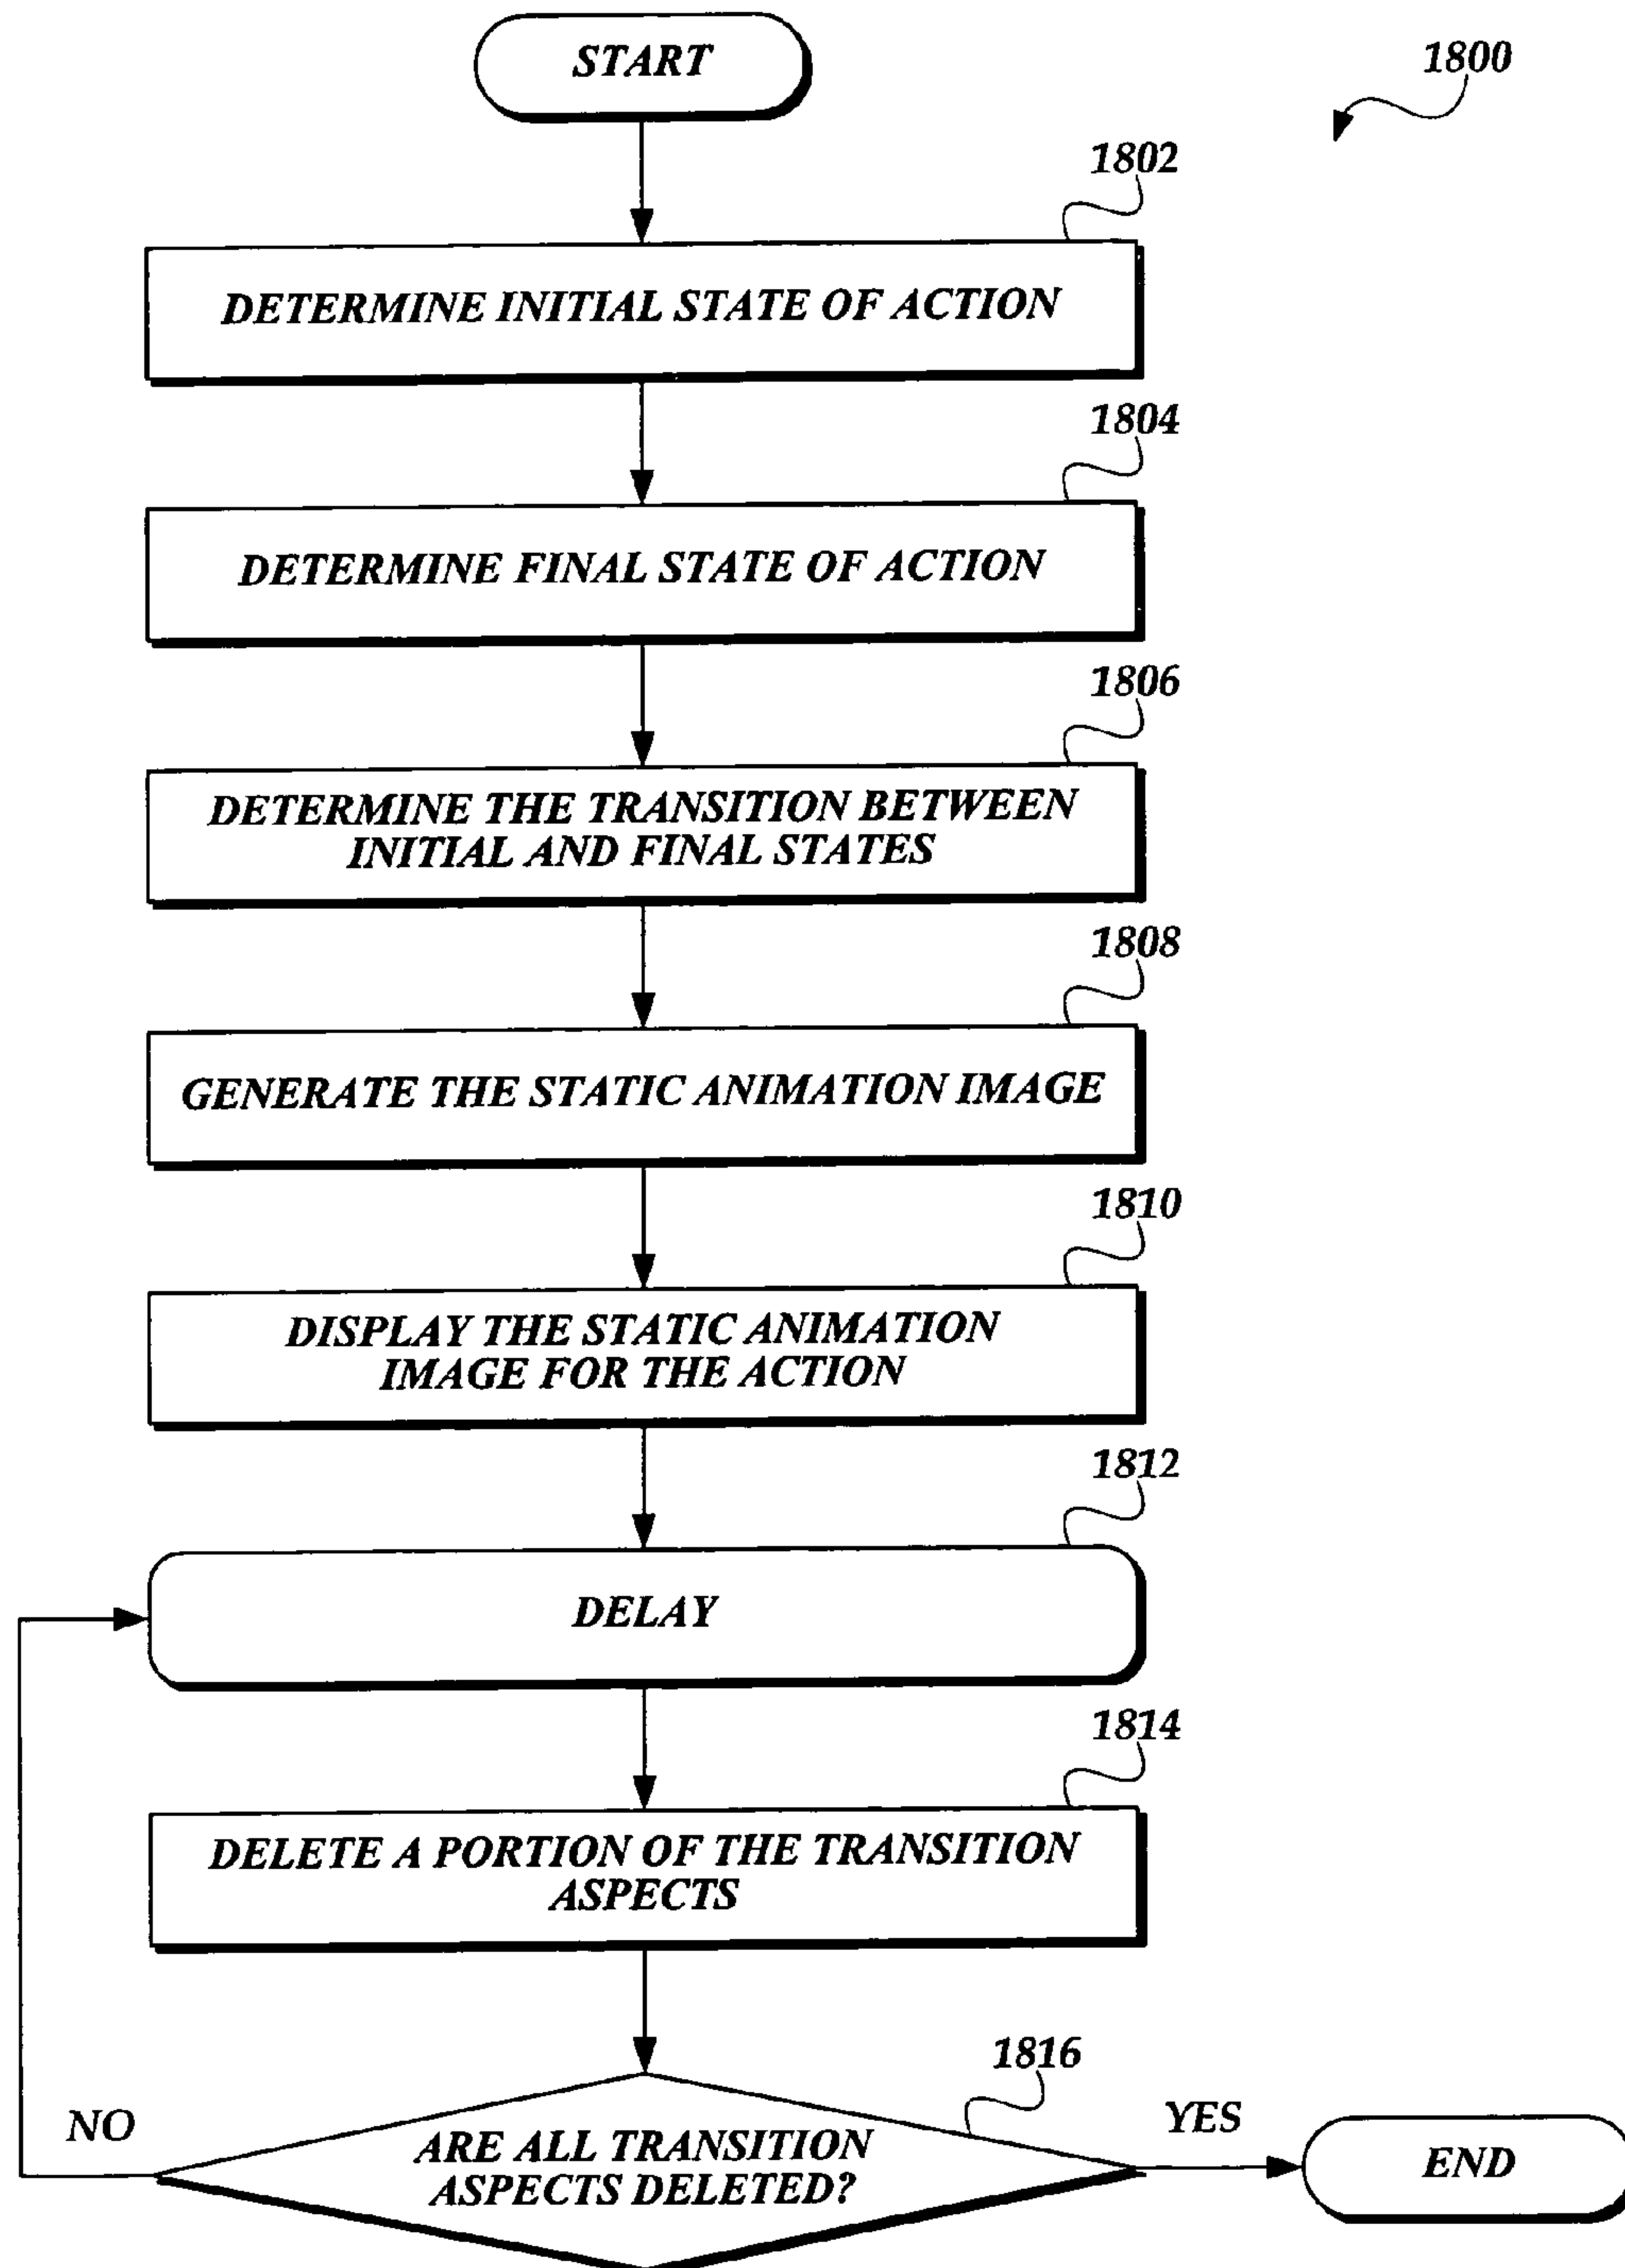 START
1800
1802
DETERMINE INITIAL STATE OF ACTION
1804
DETERMINE FINAL STATE OF ACTION
1806
DETERMINE THE TRANSITION BETWEEN
INITIAL AND FINAL STATES
1808
GENERATE THE STATIC ANIMATION IMAGE
1810
DISPLAY THE STATIC ANIMATION
IMAGE FOR THE ACTION
1812
DELAY
1814
DELETE A PORTION OF THE TRANSITION
ASPECTS
1816
NO
ARE ALL TRANSITION
ASPECTS DELETED?
YES
END